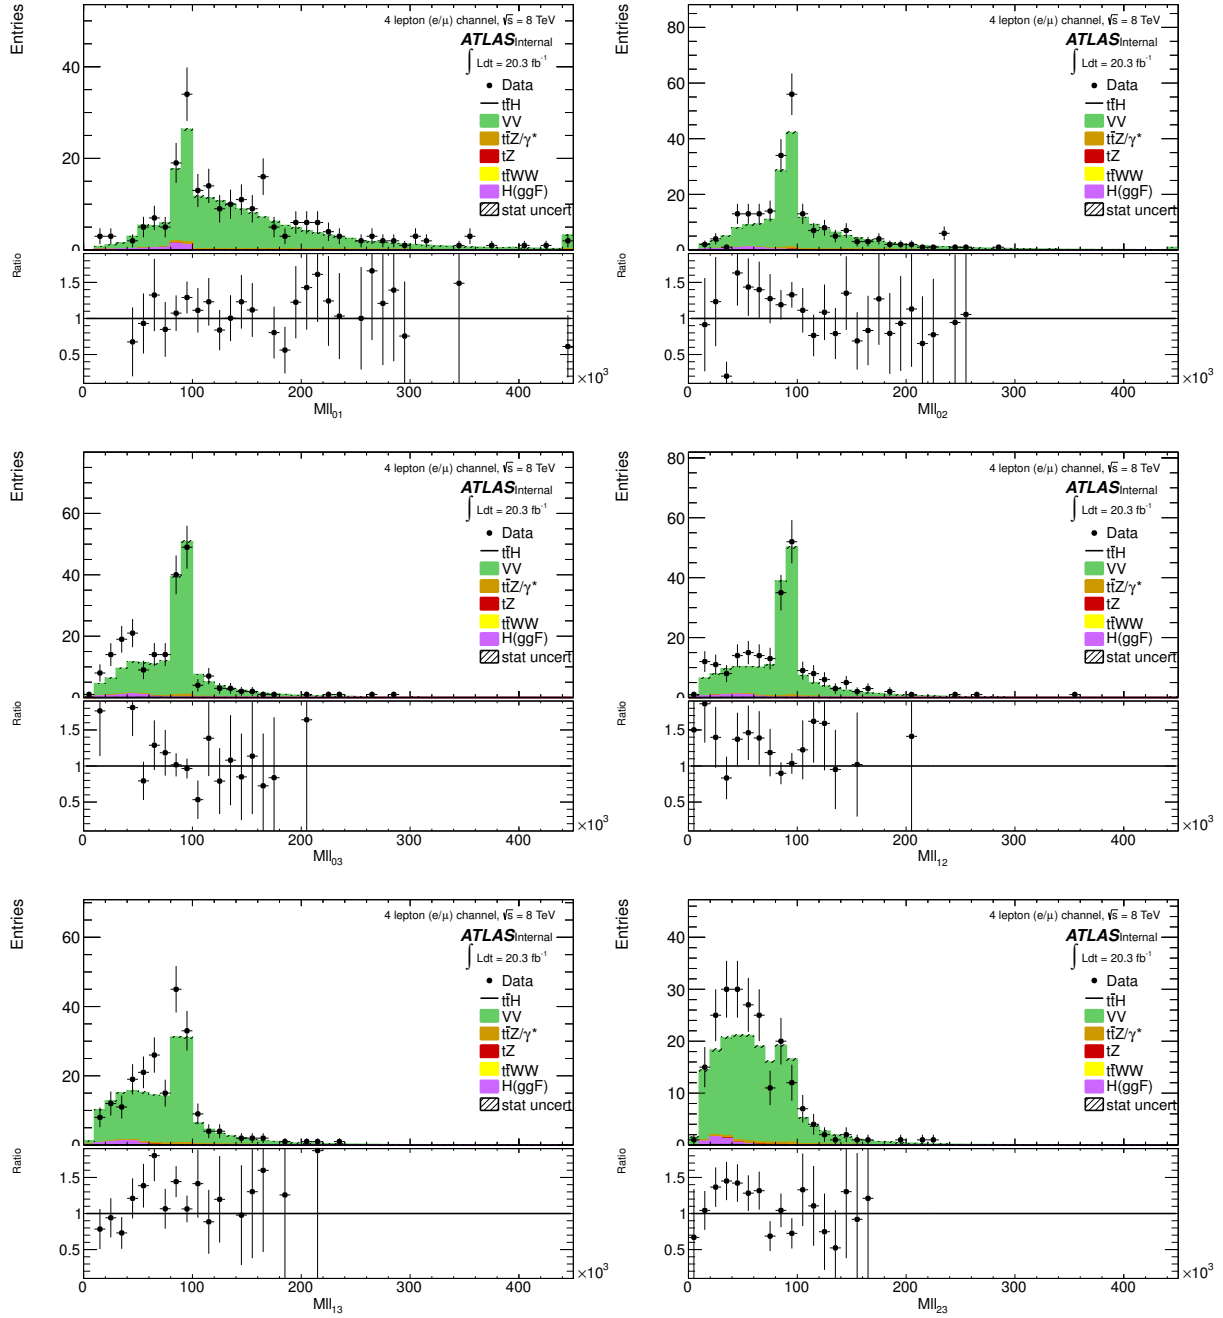 Entries
4 lepton (e/μ) channel, √s = 8 TeV
ATLAS Internal
∫ Ldt = 20.3 fb⁻¹
Data
tt̄H
VV
tt̄Z/γ*
tZ
tt̄WW
H(ggF)
stat uncert
40
20
0
Ratio
1.5
1
0.5
0 100 200 300 400
×10³
Mll₀₁
Entries
4 lepton (e/μ) channel, √s = 8 TeV
ATLAS Internal
∫ Ldt = 20.3 fb⁻¹
Data
tt̄H
VV
tt̄Z/γ*
tZ
tt̄WW
H(ggF)
stat uncert
80
60
40
20
0
Ratio
1.5
1
0.5
0 100 200 300 400
×10³
Mll₀₂
Entries
4 lepton (e/μ) channel, √s = 8 TeV
ATLAS Internal
∫ Ldt = 20.3 fb⁻¹
Data
tt̄H
VV
tt̄Z/γ*
tZ
tt̄WW
H(ggF)
stat uncert
60
40
20
0
Ratio
1.5
1
0.5
0 100 200 300 400
×10³
Mll₀₃
Entries
4 lepton (e/μ) channel, √s = 8 TeV
ATLAS Internal
∫ Ldt = 20.3 fb⁻¹
Data
tt̄H
VV
tt̄Z/γ*
tZ
tt̄WW
H(ggF)
stat uncert
80
60
40
20
0
Ratio
1.5
1
0.5
0 100 200 300 400
×10³
Mll₁₂
Entries
4 lepton (e/μ) channel, √s = 8 TeV
ATLAS Internal
∫ Ldt = 20.3 fb⁻¹
Data
tt̄H
VV
tt̄Z/γ*
tZ
tt̄WW
H(ggF)
stat uncert
60
40
20
0
Ratio
1.5
1
0.5
0 100 200 300 400
×10³
Mll₁₃
Entries
4 lepton (e/μ) channel, √s = 8 TeV
ATLAS Internal
∫ Ldt = 20.3 fb⁻¹
Data
tt̄H
VV
tt̄Z/γ*
tZ
tt̄WW
H(ggF)
stat uncert
40
30
20
10
0
Ratio
1.5
1
0.5
0 100 200 300 400
×10³
Mll₂₃